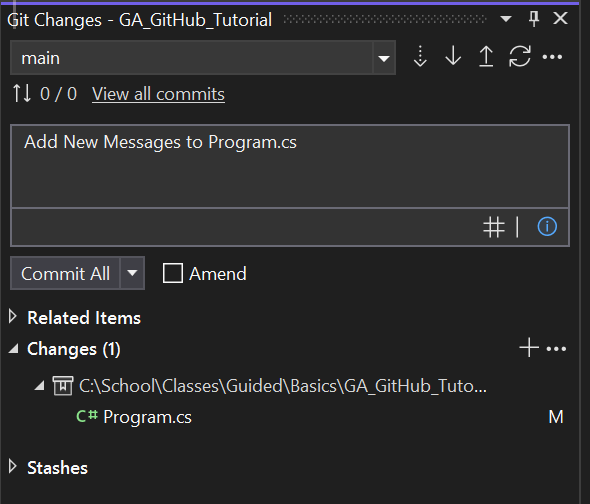 Git Changes - GA_GitHub_Tutorial
main
0 / 0 View all commits
Add New Messages to Program.cs
Commit All Amend
Related Items
Changes (1)
C:\School\Classes\Guided\Basics\GA_GitHub_Tuto...
C# Program.cs M
Stashes